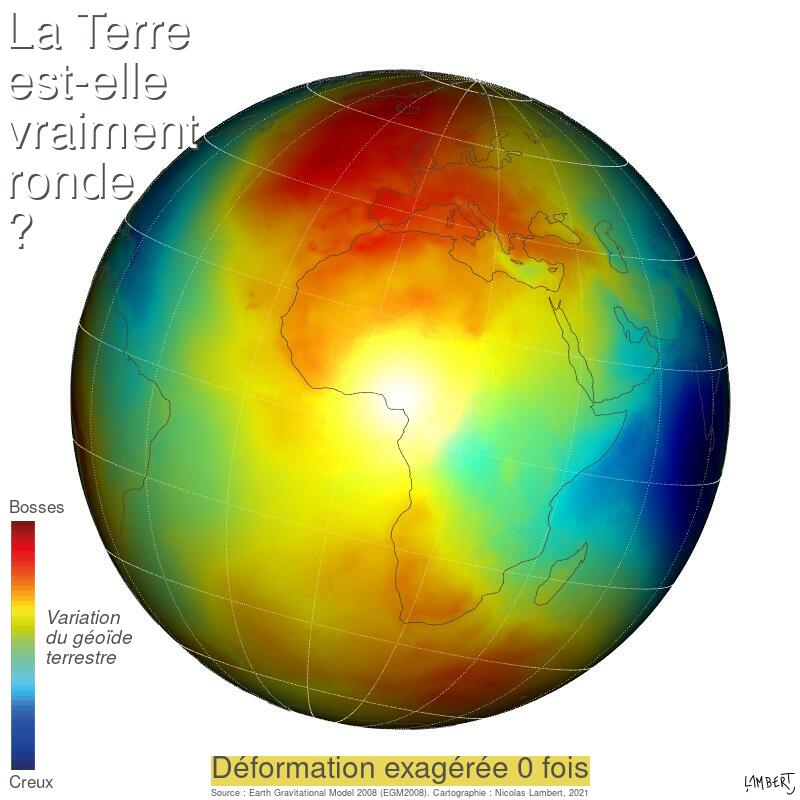 La Terre
est-elle
vraiment
ronde
?
Bosses
Variation
du géoïde
terrestre
Creux
Déformation exagérée 0 fois
Source : Earth Gravitational Model 2008 (EGM2008). Cartographie : Nicolas Lambert, 2021
LAMBERT